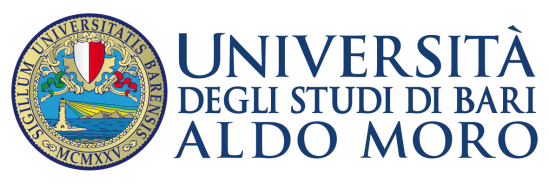 SIGILLUM UNIVERSITATIS BARENSIS
MCMXXV
UNIVERSITÀ
DEGLI STUDI DI BARI
ALDO MORO